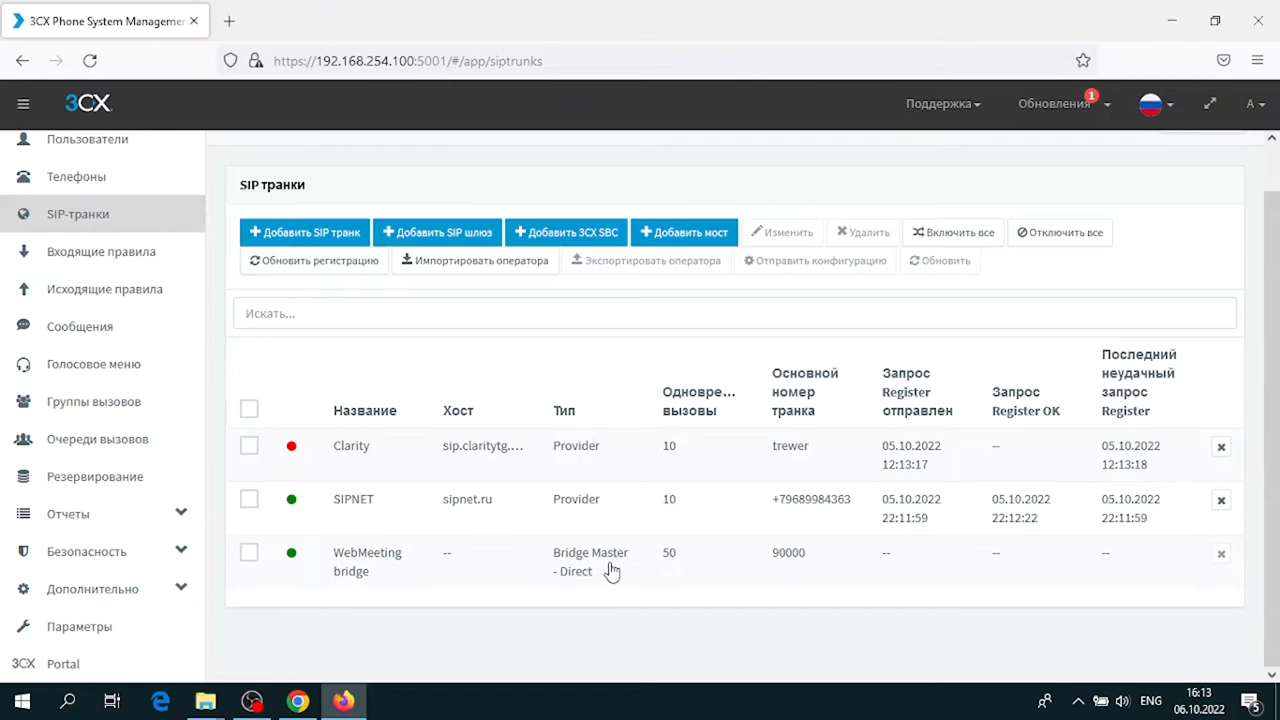 3CX Phone System Managemen
https://192.168.254.100:5001/#/app/siptrunks
3CX
Поддержка
Обновления
1
A
Пользователи
Телефоны
SIP-транки
Входящие правила
Исходящие правила
Сообщения
Голосовое меню
Группы вызовов
Очереди вызовов
Резервирование
Отчеты
Безопасность
Дополнительно
Параметры
3CX Portal
SIP транки
Добавить SIP транк
Добавить SIP шлюз
Добавить 3CX SBC
Добавить мост
Изменить
Удалить
Включить все
Отключить все
Обновить регистрацию
Импортировать оператора
Экспортировать оператора
Отправить конфигурацию
Обновить
Искать...
Название
Хост
Тип
Одновре...
вызовы
Основной
номер
транка
Запрос
Register
отправлен
Запрос
Register OK
Последний
неудачный
запрос
Register
Clarity
sip.claritytg....
Provider
10
trewer
05.10.2022
12:13:17
--
05.10.2022
12:13:18
SIPNET
sipnet.ru
Provider
10
+79689984363
05.10.2022
22:11:59
05.10.2022
22:12:22
05.10.2022
22:11:59
WebMeeting
bridge
--
Bridge Master
- Direct
50
90000
--
--
--
ENG
16:13
06.10.2022
5